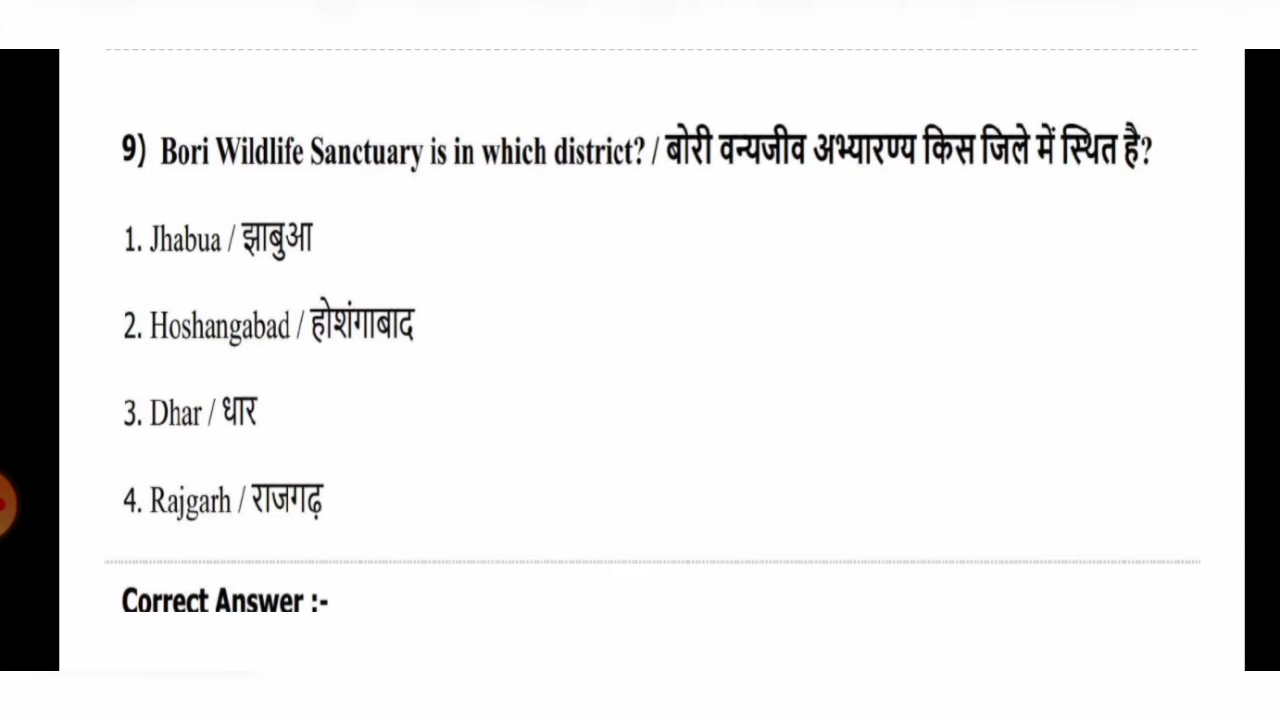 9) Bori Wildlife Sanctuary is in which district? / बोरी वन्यजीव अभ्यारण्य किस जिले में स्थित है?
1. Jhabua / झाबुआ
2. Hoshangabad / होशंगाबाद
3. Dhar / धार
4. Rajgarh / राजगढ़
Correct Answer :-